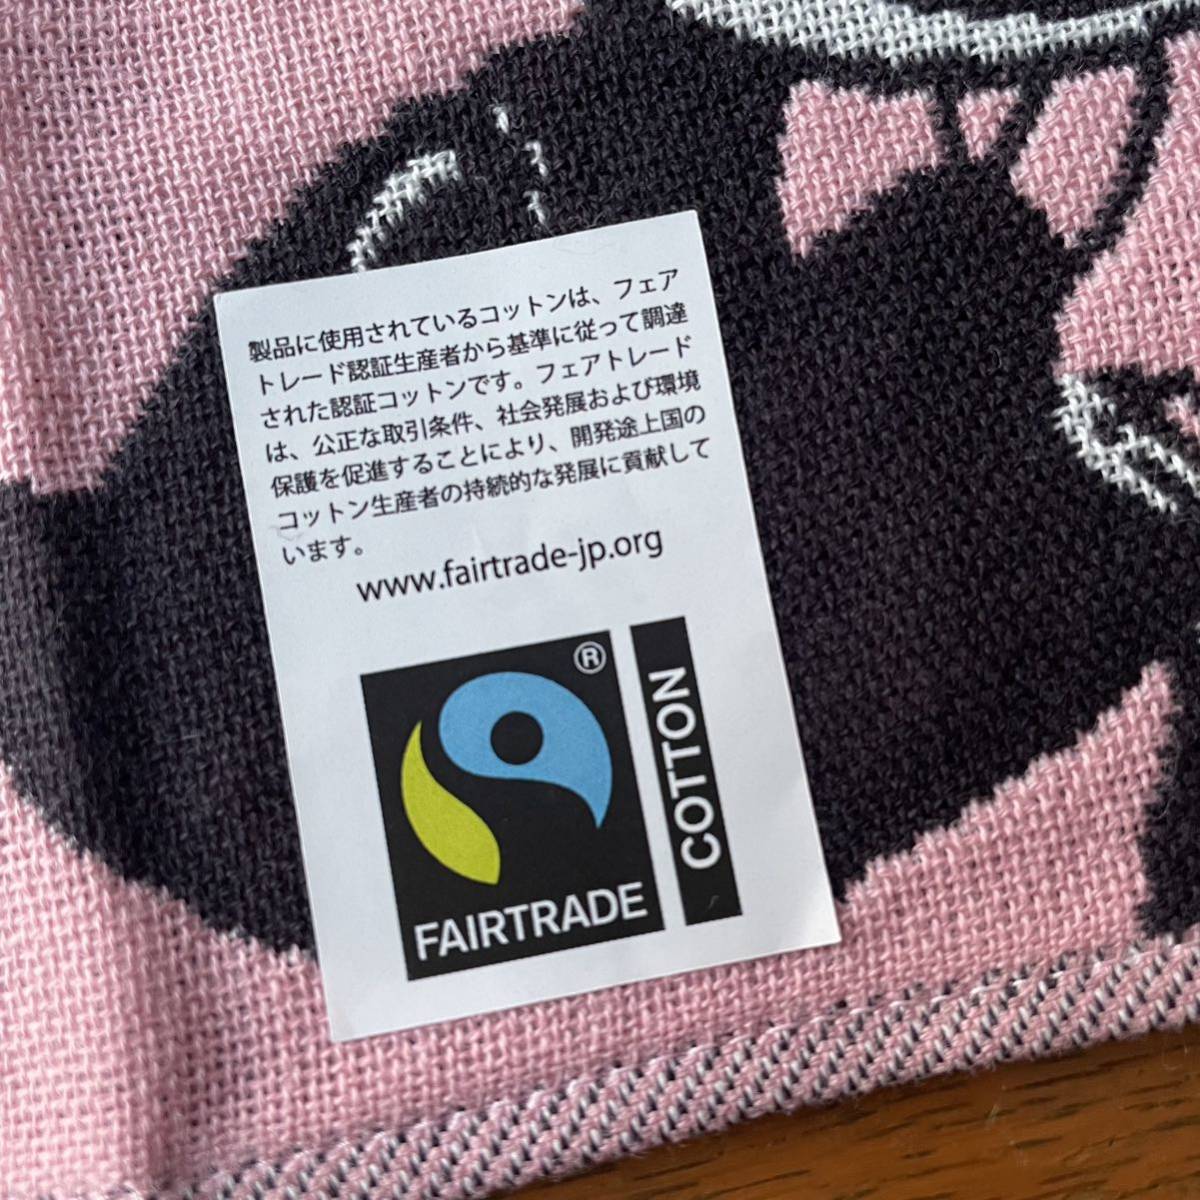 製品に使用されているコットンは、フェア
トレード認証生産者から基準に従って調達
された認証コットンです。フェアトレード
は、公正な取引条件、社会発展および環境
保護を促進することにより、開発途上国の
コットン生産者の持続的な発展に貢献して
います。
www.fairtrade-jp.org
®
FAIRTRADE
COTTON